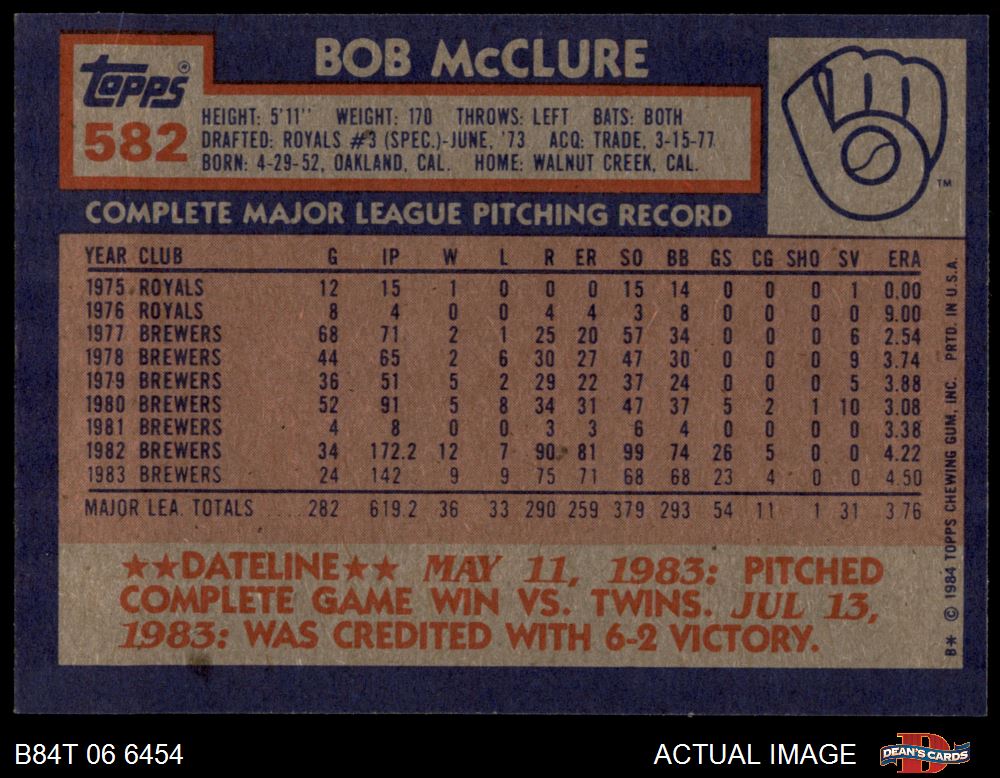 BOB McCLURE
TOPPS®
582
HEIGHT: 5'11" WEIGHT: 170 THROWS: LEFT BATS: BOTH
DRAFTED: ROYALS #3 (SPEC.)-JUNE, '73 ACQ: TRADE, 3-15-77
BORN: 4-29-52, OAKLAND, CAL. HOME: WALNUT CREEK, CAL.
TM
COMPLETE MAJOR LEAGUE PITCHING RECORD
YEAR CLUB G IP W L R ER SO BB GS CG SHO SV ERA
1975 ROYALS 12 15 1 0 0 0 15 14 0 0 0 1 0.00
1976 ROYALS 8 4 0 0 4 4 3 8 0 0 0 0 9.00
1977 BREWERS 68 71 2 1 25 20 57 34 0 0 0 6 2.54
1978 BREWERS 44 65 2 6 30 27 47 30 0 0 0 9 3.74
1979 BREWERS 36 51 5 2 29 22 37 24 0 0 0 5 3.88
1980 BREWERS 52 91 5 8 34 31 47 37 5 2 1 10 3.08
1981 BREWERS 4 8 0 0 3 3 6 4 0 0 0 0 3.38
1982 BREWERS 34 172.2 12 7 90 81 99 74 26 5 0 0 4.22
1983 BREWERS 24 142 9 9 75 71 68 68 23 4 0 0 4.50
MAJOR LEA. TOTALS 282 619.2 36 33 290 259 379 293 54 11 1 31 3.76
★★DATELINE★★ MAY 11, 1983: PITCHED
COMPLETE GAME WIN VS. TWINS. JUL 13,
1983: WAS CREDITED WITH 6-2 VICTORY.
B* © 1984 TOPPS CHEWING GUM, INC. PRTD. IN U.S.A.
B84T 06 6454
ACTUAL IMAGE
DEAN'S CARDS